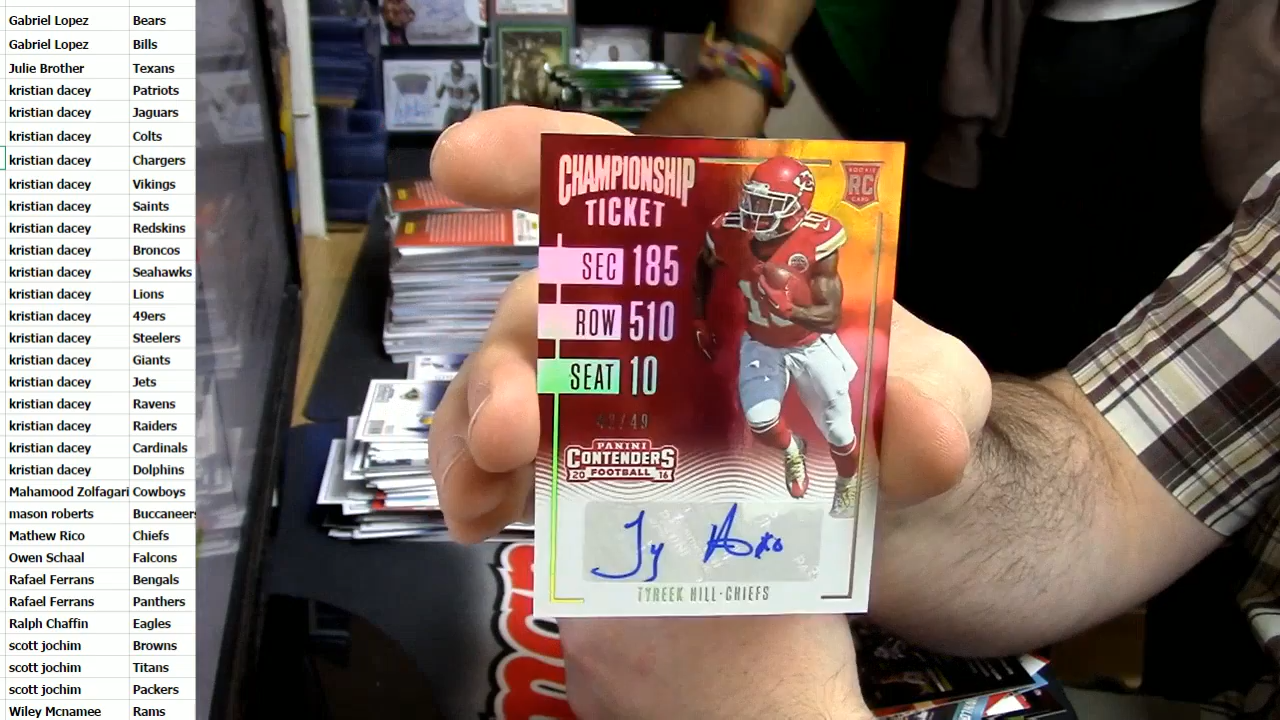 Gabriel Lopez Bears
Gabriel Lopez Bills
Julie Brother Texans
kristian dacey Patriots
kristian dacey Jaguars
kristian dacey Colts
kristian dacey Chargers
kristian dacey Vikings
kristian dacey Saints
kristian dacey Redskins
kristian dacey Broncos
kristian dacey Seahawks
kristian dacey Lions
kristian dacey 49ers
kristian dacey Steelers
kristian dacey Giants
kristian dacey Jets
kristian dacey Ravens
kristian dacey Raiders
kristian dacey Cardinals
kristian dacey Dolphins
Mahamood Zolfagari Cowboys
mason roberts Buccaneers
Mathew Rico Chiefs
Owen Schaal Falcons
Rafael Ferrans Bengals
Rafael Ferrans Panthers
Ralph Chaffin Eagles
scott jochim Browns
scott jochim Titans
scott jochim Packers
Wiley Mcnamee Rams
CHAMPIONSHIP
TICKET
ROOKIE
RC
CARD
SEC 185
ROW 510
SEAT 10
PANINI
CONTENDERS
20 FOOTBALL 16
Ty
TYREEK HILL-CHIEFS